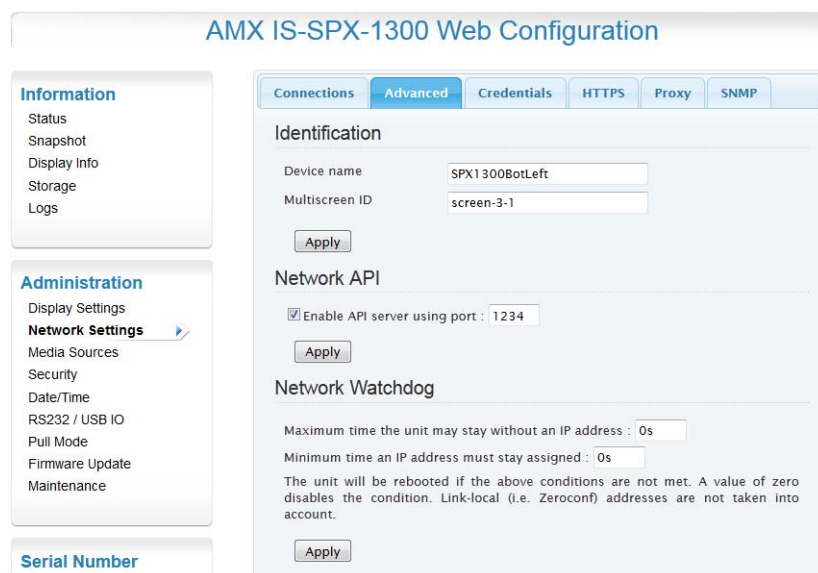 AMX IS-SPX-1300 Web Configuration
Information
Status
Snapshot
Display Info
Storage
Logs
Administration
Display Settings
Network Settings
Media Sources
Security
Date/Time
RS232 / USB IO
Pull Mode
Firmware Update
Maintenance
Serial Number
Connections
Advanced
Credentials
HTTPS
Proxy
SNMP
Identification
Device name SPX1300BotLeft
Multiscreen ID screen-3-1
Apply
Network API
Enable API server using port : 1234
Apply
Network Watchdog
Maximum time the unit may stay without an IP address : 0s
Minimum time an IP address must stay assigned : 0s
The unit will be rebooted if the above conditions are not met. A value of zero
disables the condition. Link-local (i.e. Zeroconf) addresses are not taken into
account.
Apply